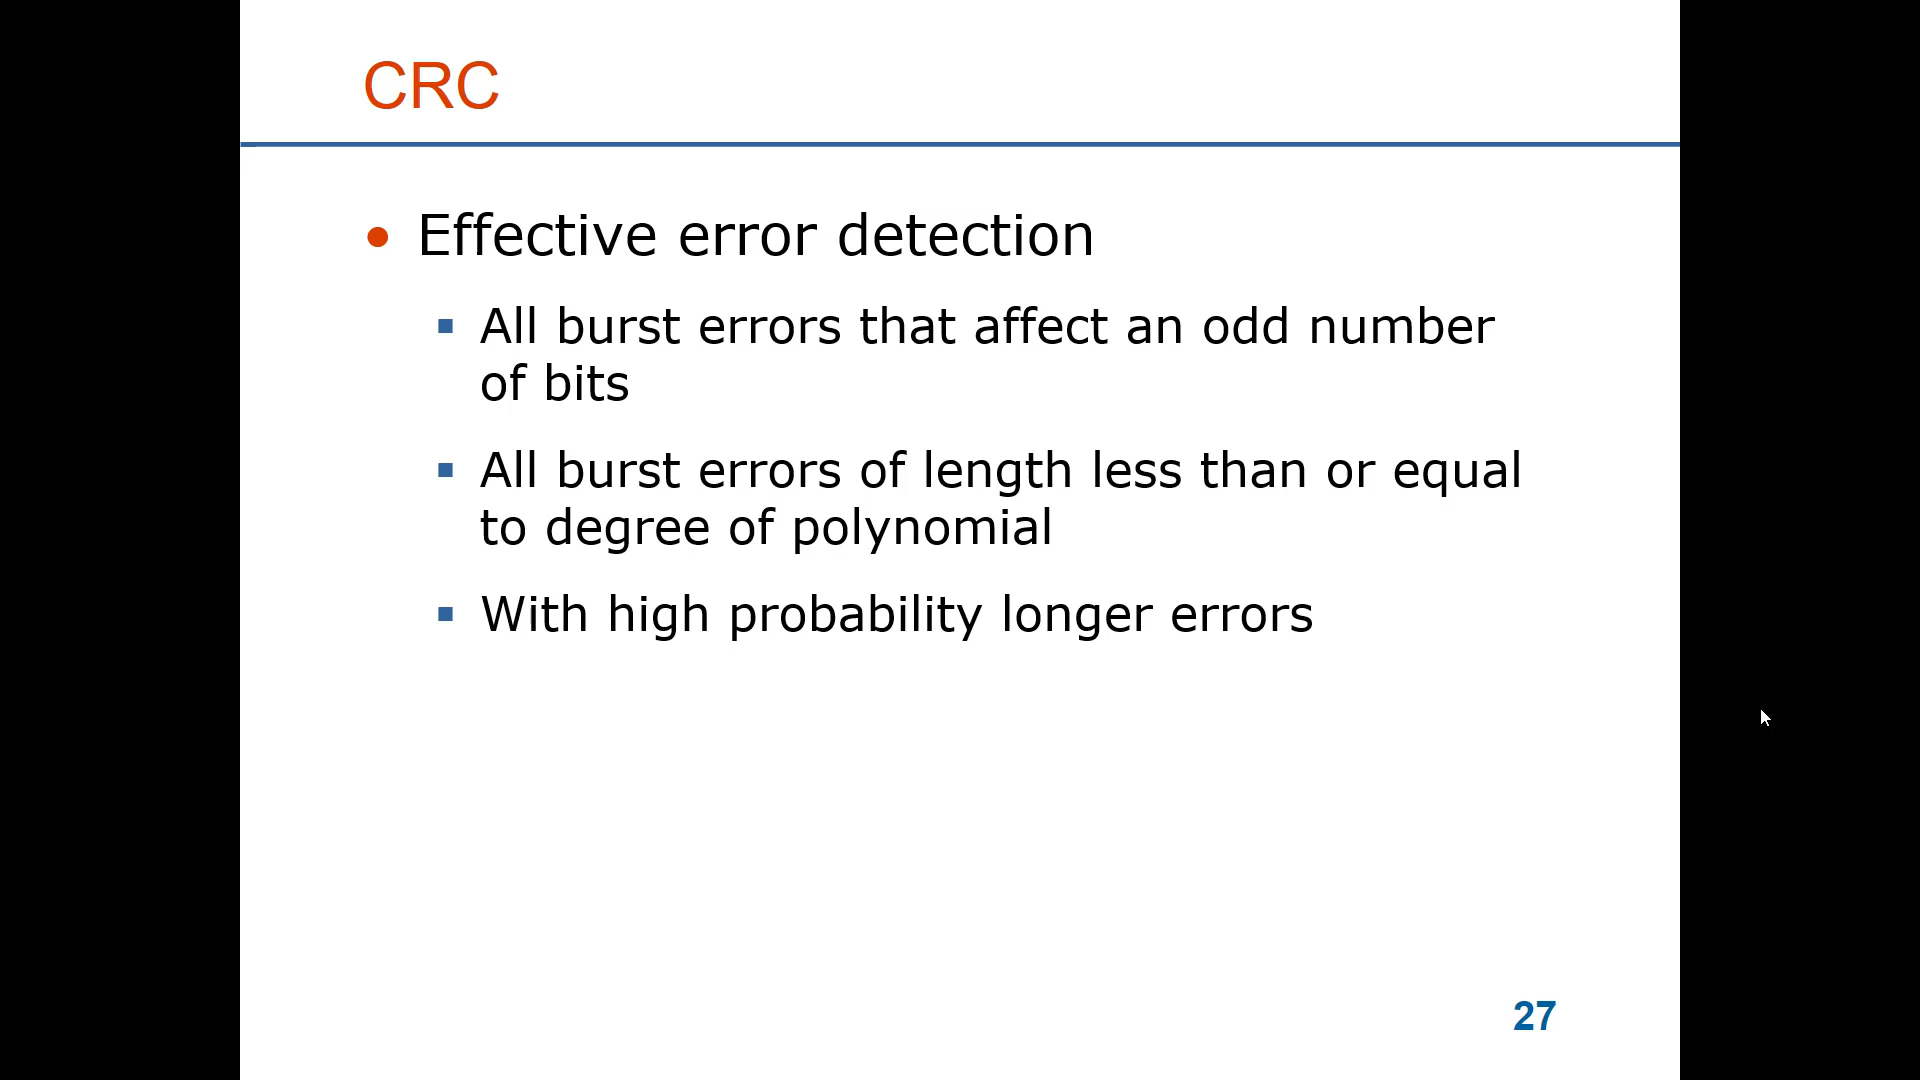 CRC
• Effective error detection
▪ All burst errors that affect an odd number
of bits
▪ All burst errors of length less than or equal
to degree of polynomial
▪ With high probability longer errors
27